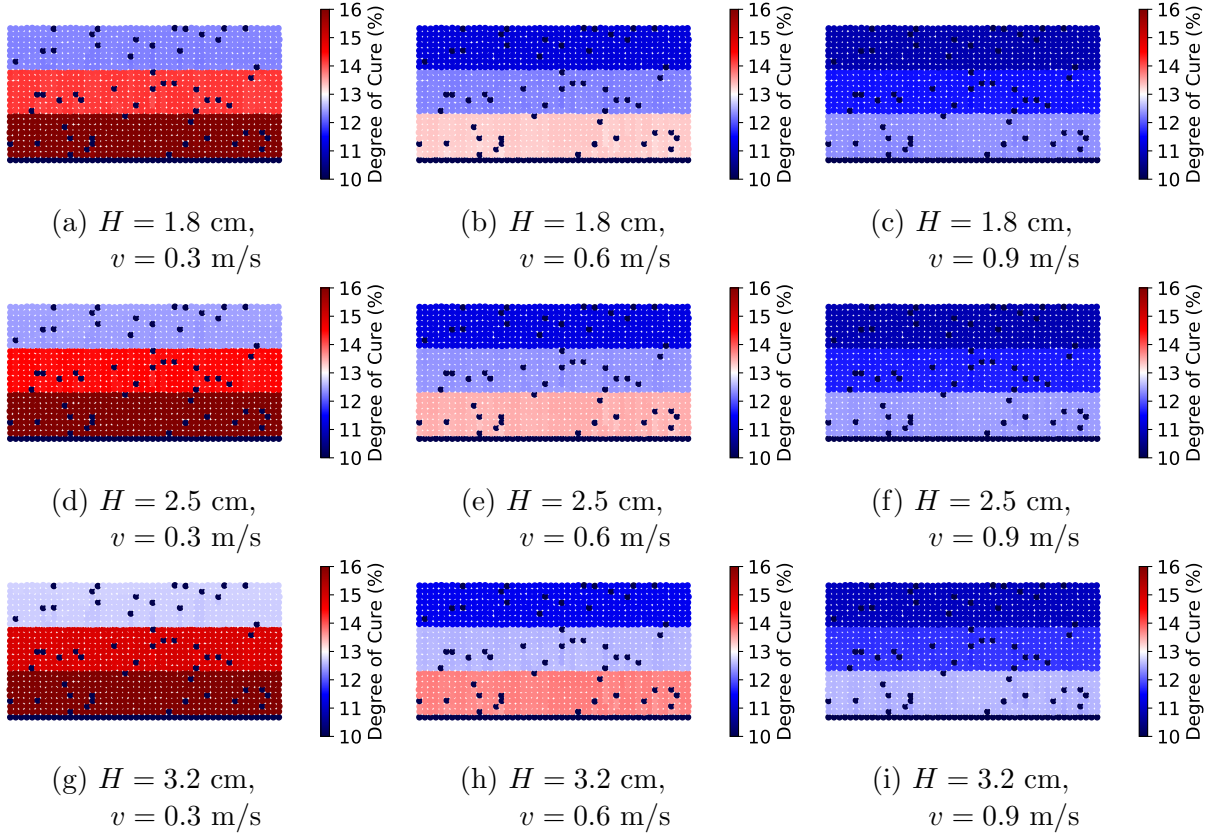 16
15
14
13
12
11
10
Degree of Cure (%)
16
15
14
13
12
11
10
Degree of Cure (%)
16
15
14
13
12
11
10
Degree of Cure (%)
(a) H = 1.8 cm,
v = 0.3 m/s
(b) H = 1.8 cm,
v = 0.6 m/s
(c) H = 1.8 cm,
v = 0.9 m/s
16
15
14
13
12
11
10
Degree of Cure (%)
16
15
14
13
12
11
10
Degree of Cure (%)
16
15
14
13
12
11
10
Degree of Cure (%)
(d) H = 2.5 cm,
v = 0.3 m/s
(e) H = 2.5 cm,
v = 0.6 m/s
(f) H = 2.5 cm,
v = 0.9 m/s
16
15
14
13
12
11
10
Degree of Cure (%)
16
15
14
13
12
11
10
Degree of Cure (%)
16
15
14
13
12
11
10
Degree of Cure (%)
(g) H = 3.2 cm,
v = 0.3 m/s
(h) H = 3.2 cm,
v = 0.6 m/s
(i) H = 3.2 cm,
v = 0.9 m/s